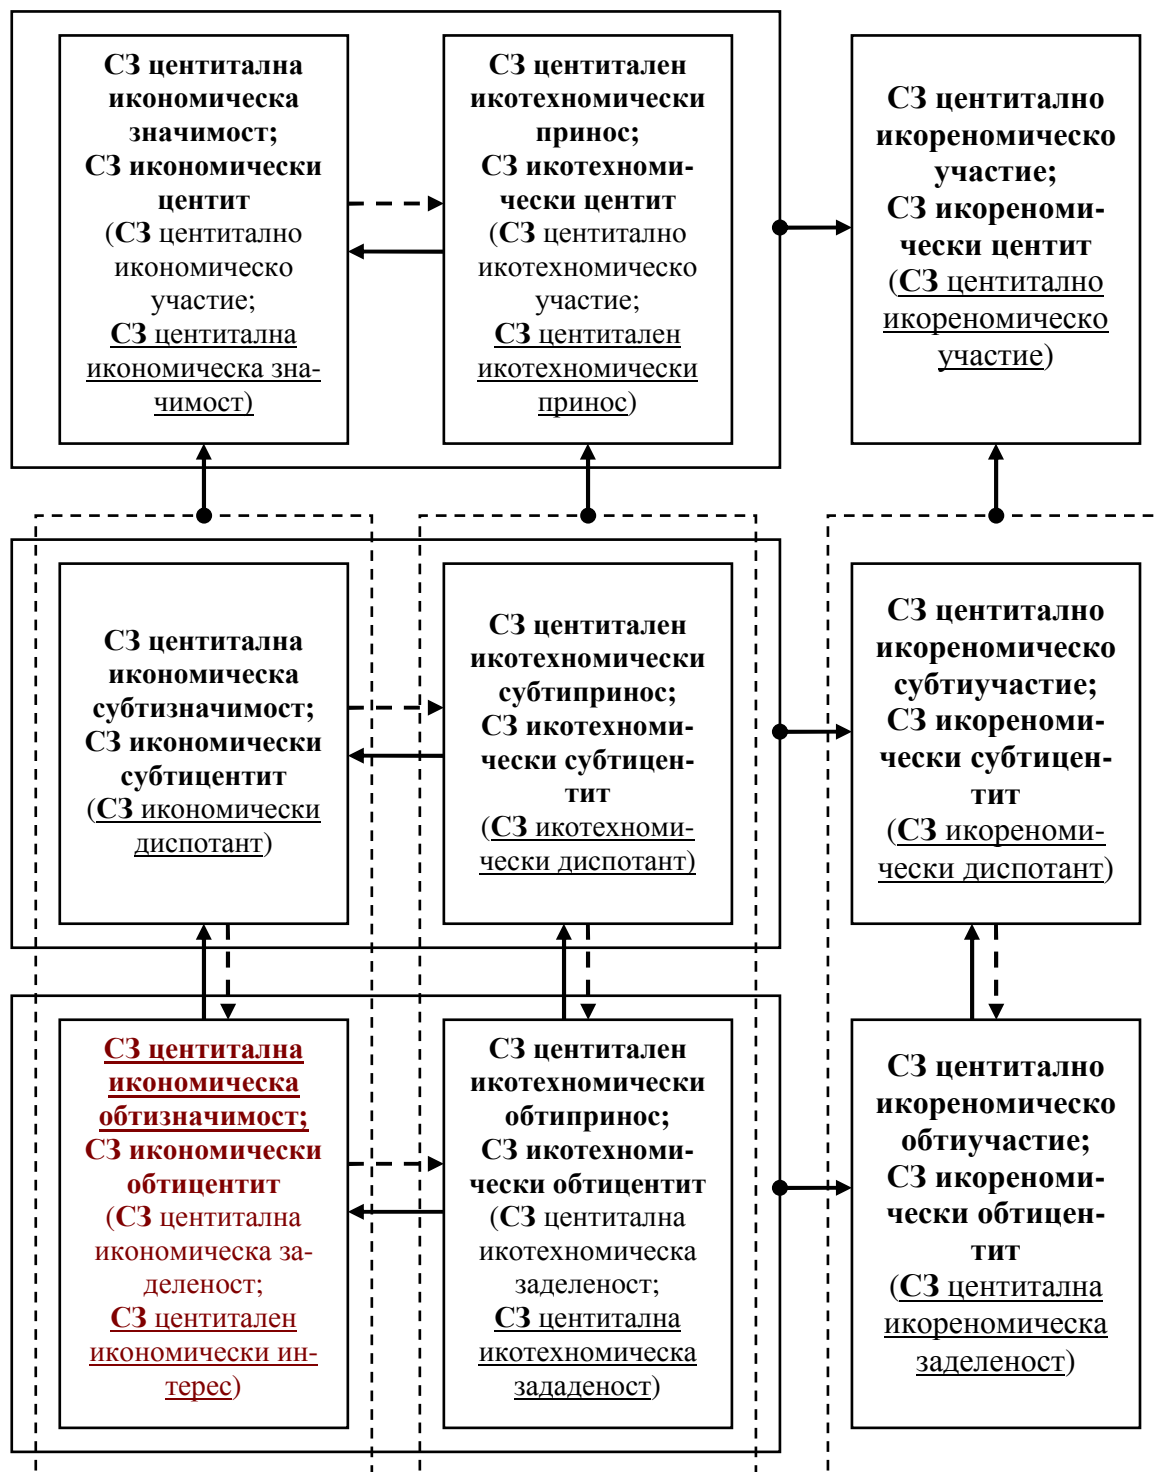 СЗ центитална
икономическа
значимост;
СЗ икономически
центит
(СЗ центитално
икономическо
участие;
СЗ центитална
икономическа зна-
чимост)
СЗ центитален
икотехномически
принос;
СЗ икотехноми-
чески центит
(СЗ центитално
икотехномическо
участие;
СЗ центитален
икотехномически
принос)
СЗ центитално
икореномическо
участие;
СЗ икореноми-
чески центит
(СЗ центитално
икореномическо
участие)
СЗ центитална
икономическа
субтизначимост;
СЗ икономически
субтицентит
(СЗ икономически
диспотант)
СЗ центитален
икотехномически
субтипринос;
СЗ икотехноми-
чески субтицен-
тит
(СЗ икотехноми-
чески диспотант)
СЗ центитално
икореномическо
субтиучастие;
СЗ икореноми-
чески субтицен-
тит
(СЗ икореноми-
чески диспотант)
СЗ центитална
икономическа
обтизначимост;
СЗ икономически
обтицентит
(СЗ центитална
икономическа за-
деленост;
СЗ центитален
икономически ин-
терес)
СЗ центитален
икотехномически
обтипринос;
СЗ икотехноми-
чески обтицентит
(СЗ центитална
икотехномическа
заделеност;
СЗ центитална
икотехномическа
зададеност)
СЗ центитално
икореномическо
обтиучастие;
СЗ икореноми-
чески обтицен-
тит
(СЗ центитална
икореномическа
заделеност)